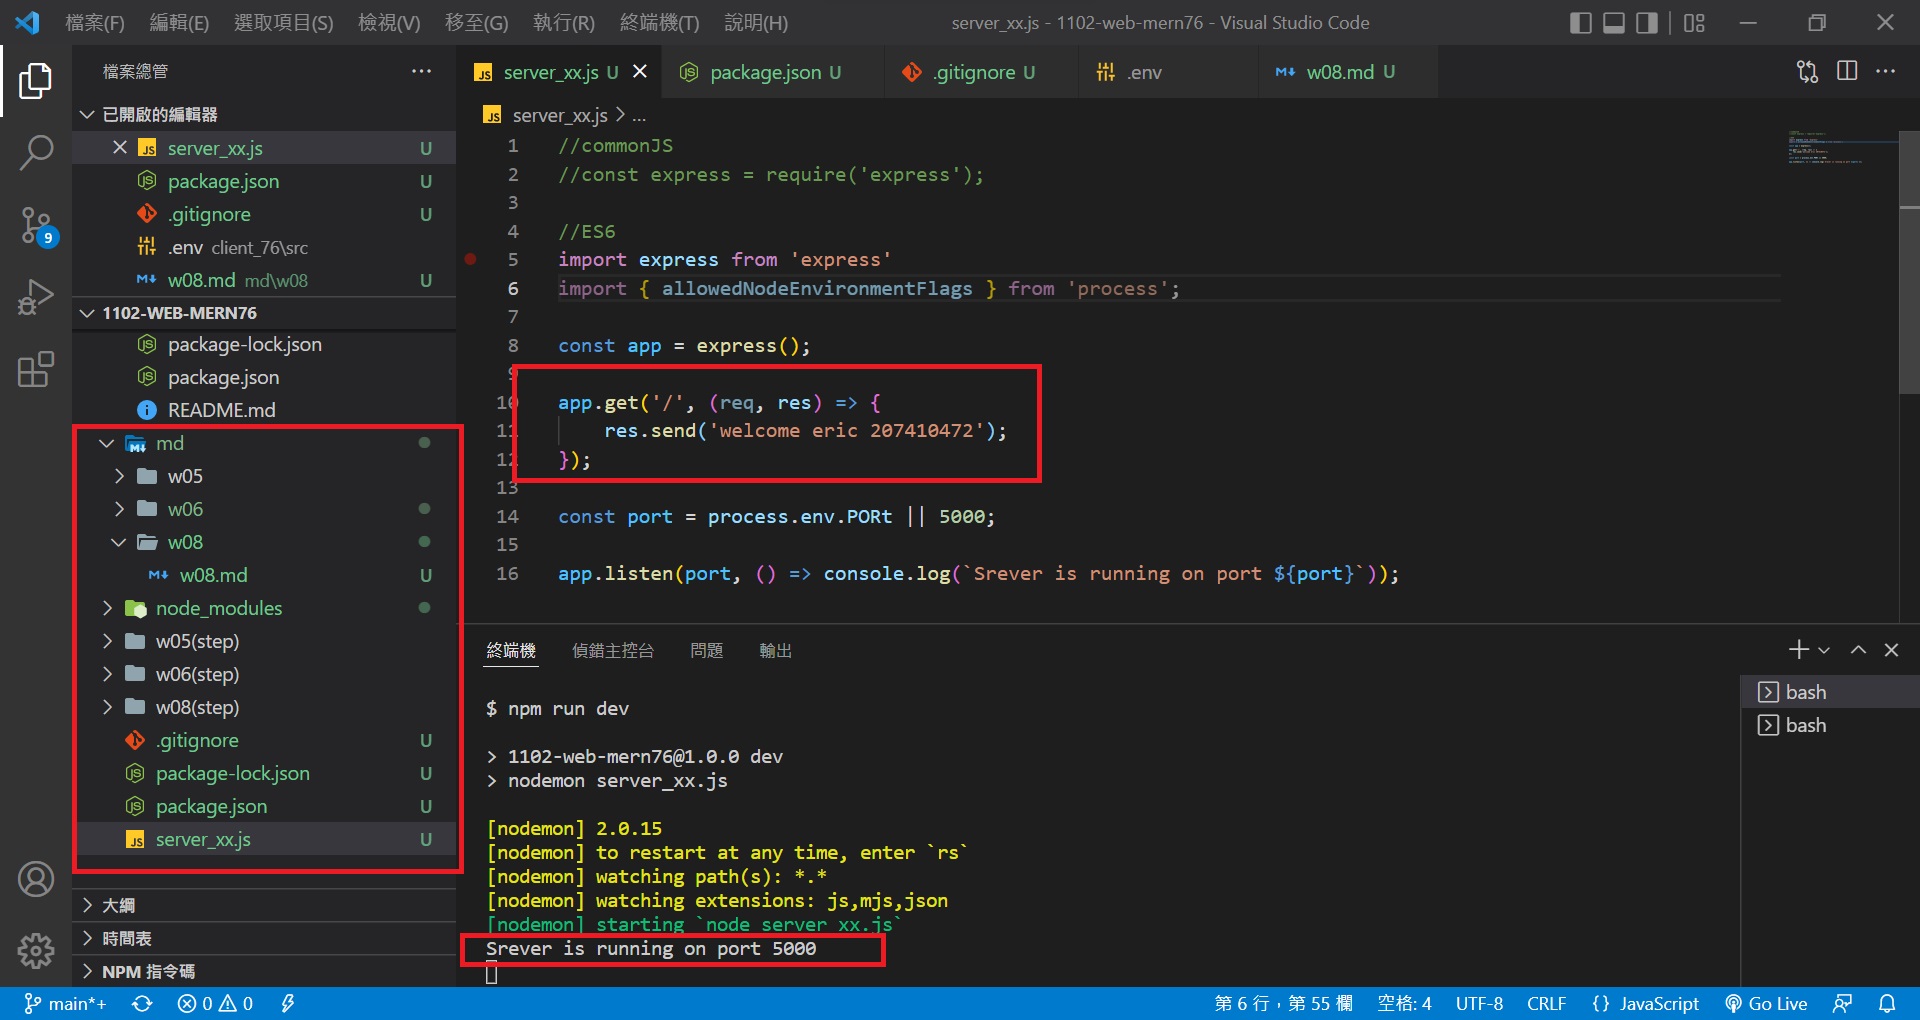 檔案(F) 編輯(E) 選取項目(S) 檢視(V) 移至(G) 執行(R) 終端機(T) 說明(H) server_xx.js - 1102-web-mern76 - Visual Studio Code
檔案總管
已開啟的編輯器
JS server_xx.js U
package.json U
.gitignore U
.env client_76\src
w08.md md\w08 U
9
1102-WEB-MERN76
package-lock.json
package.json
README.md
md
w05
w06
w08
w08.md U
node_modules
w05(step)
w06(step)
w08(step)
.gitignore U
package-lock.json U
package.json U
JS server_xx.js U
大綱
時間表
NPM 指令碼
JS server_xx.js U package.json U .gitignore U .env w08.md U
JS server_xx.js > ...
1 //commonJS
2 //const express = require('express');
3
4 //ES6
5 import express from 'express'
6 import { allowedNodeEnvironmentFlags } from 'process';
7
8 const app = express();
9
10 app.get('/', (req, res) => {
11 res.send('welcome eric 207410472');
12 });
13
14 const port = process.env.PORt || 5000;
15
16 app.listen(port, () => console.log(`Srever is running on port ${port}`));
終端機 偵錯主控台 問題 輸出
$ npm run dev
> 1102-web-mern76@1.0.0 dev
> nodemon server_xx.js
[nodemon] 2.0.15
[nodemon] to restart at any time, enter `rs`
[nodemon] watching path(s): *.*
[nodemon] watching extensions: js,mjs,json
[nodemon] starting `node server_xx.js`
Srever is running on port 5000
bash
bash
main*+ 0 0 第 6 行，第 55 欄 空格: 4 UTF-8 CRLF {} JavaScript Go Live